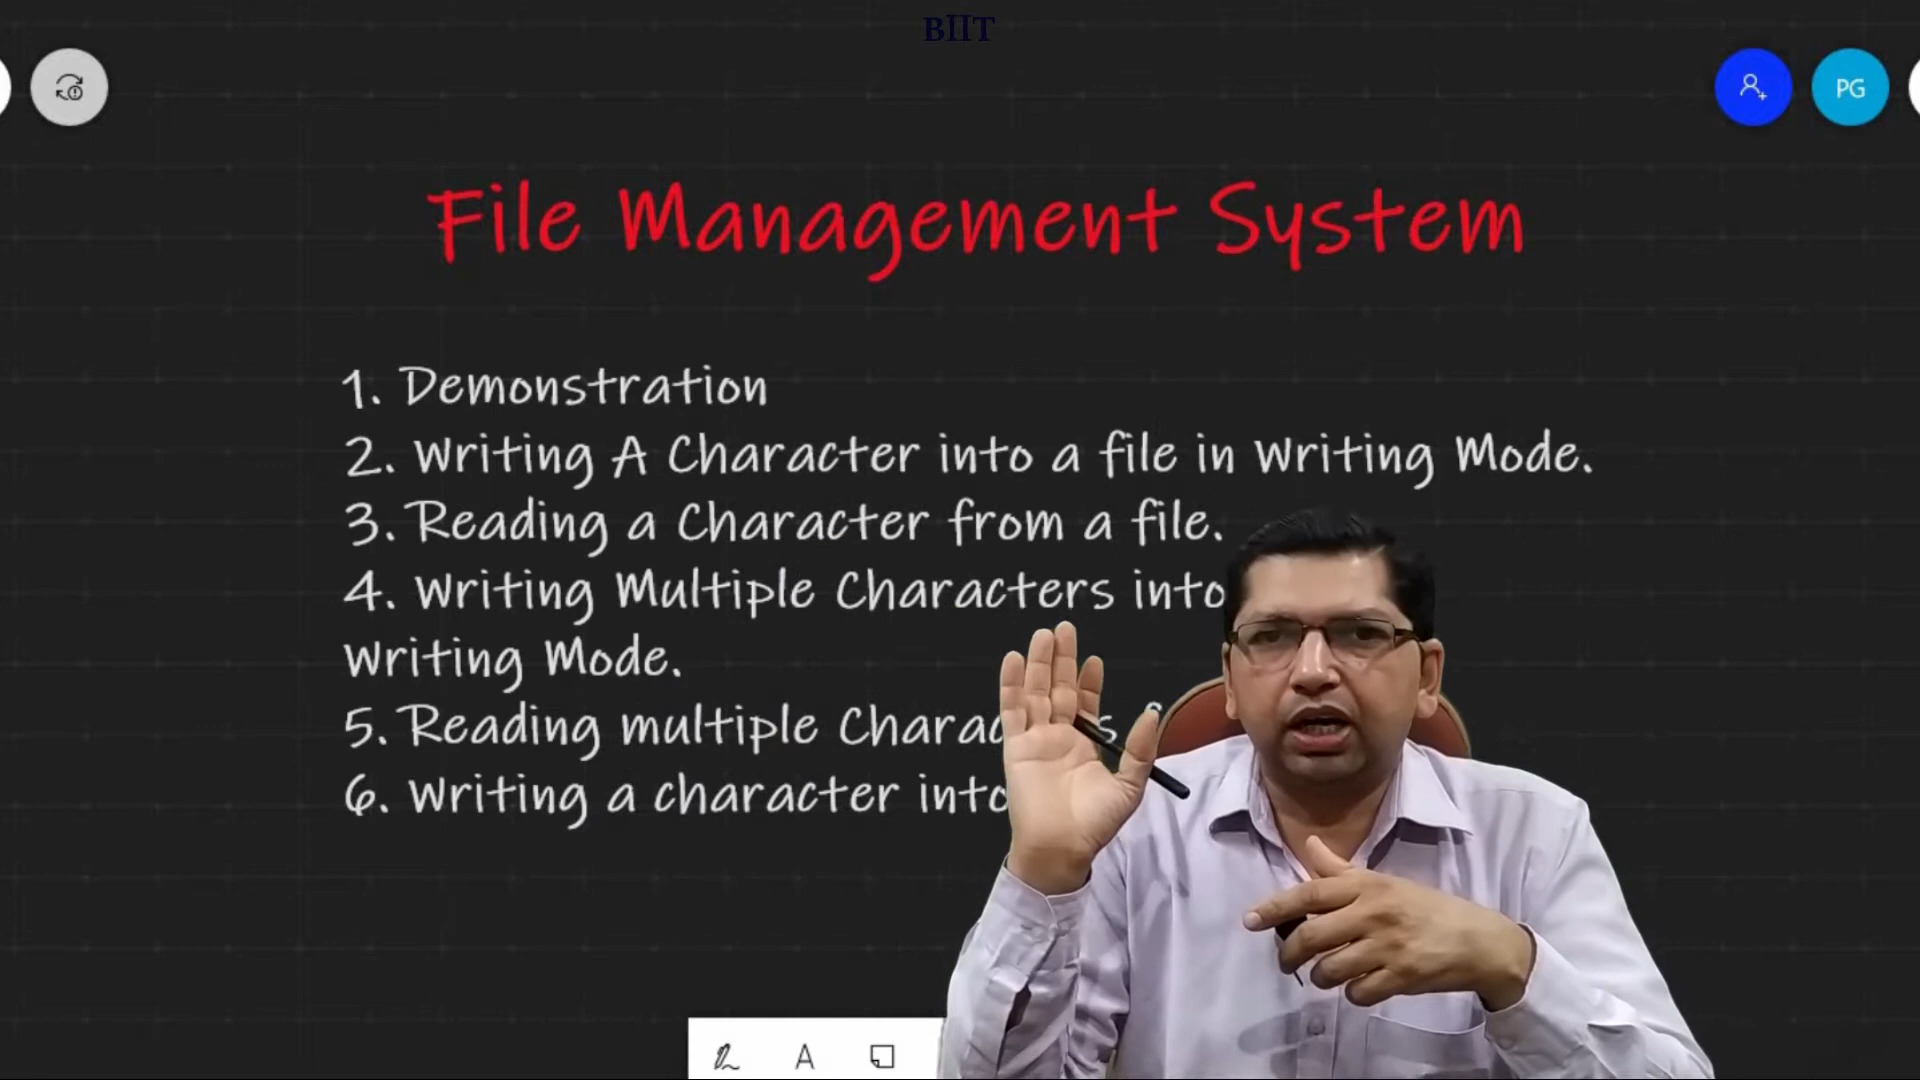 BIIT
PG
File Management System
1. Demonstration
2. Writing A Character into a file in Writing Mode.
3. Reading a Character from a file.
4. Writing Multiple Characters into
Writing Mode.
5. Reading multiple
6. Writing a character into
A